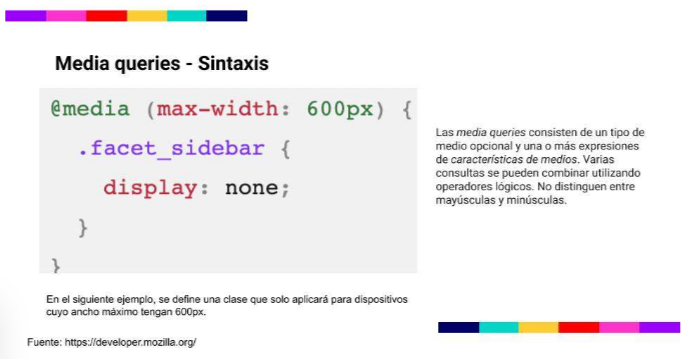 Media queries - Sintaxis
@media (max-width: 600px) {
.facet_sidebar {
display: none;
}
}
Las media queries consisten de un tipo de
medio opcional y una o más expresiones
de características de medios. Varias
consultas se pueden combinar utilizando
operadores lógicos. No distinguen entre
mayúsculas y minúsculas.
En el siguiente ejemplo, se define una clase que solo aplicará para dispositivos
cuyo ancho máximo tengan 600px.
Fuente: https://developer.mozilla.org/